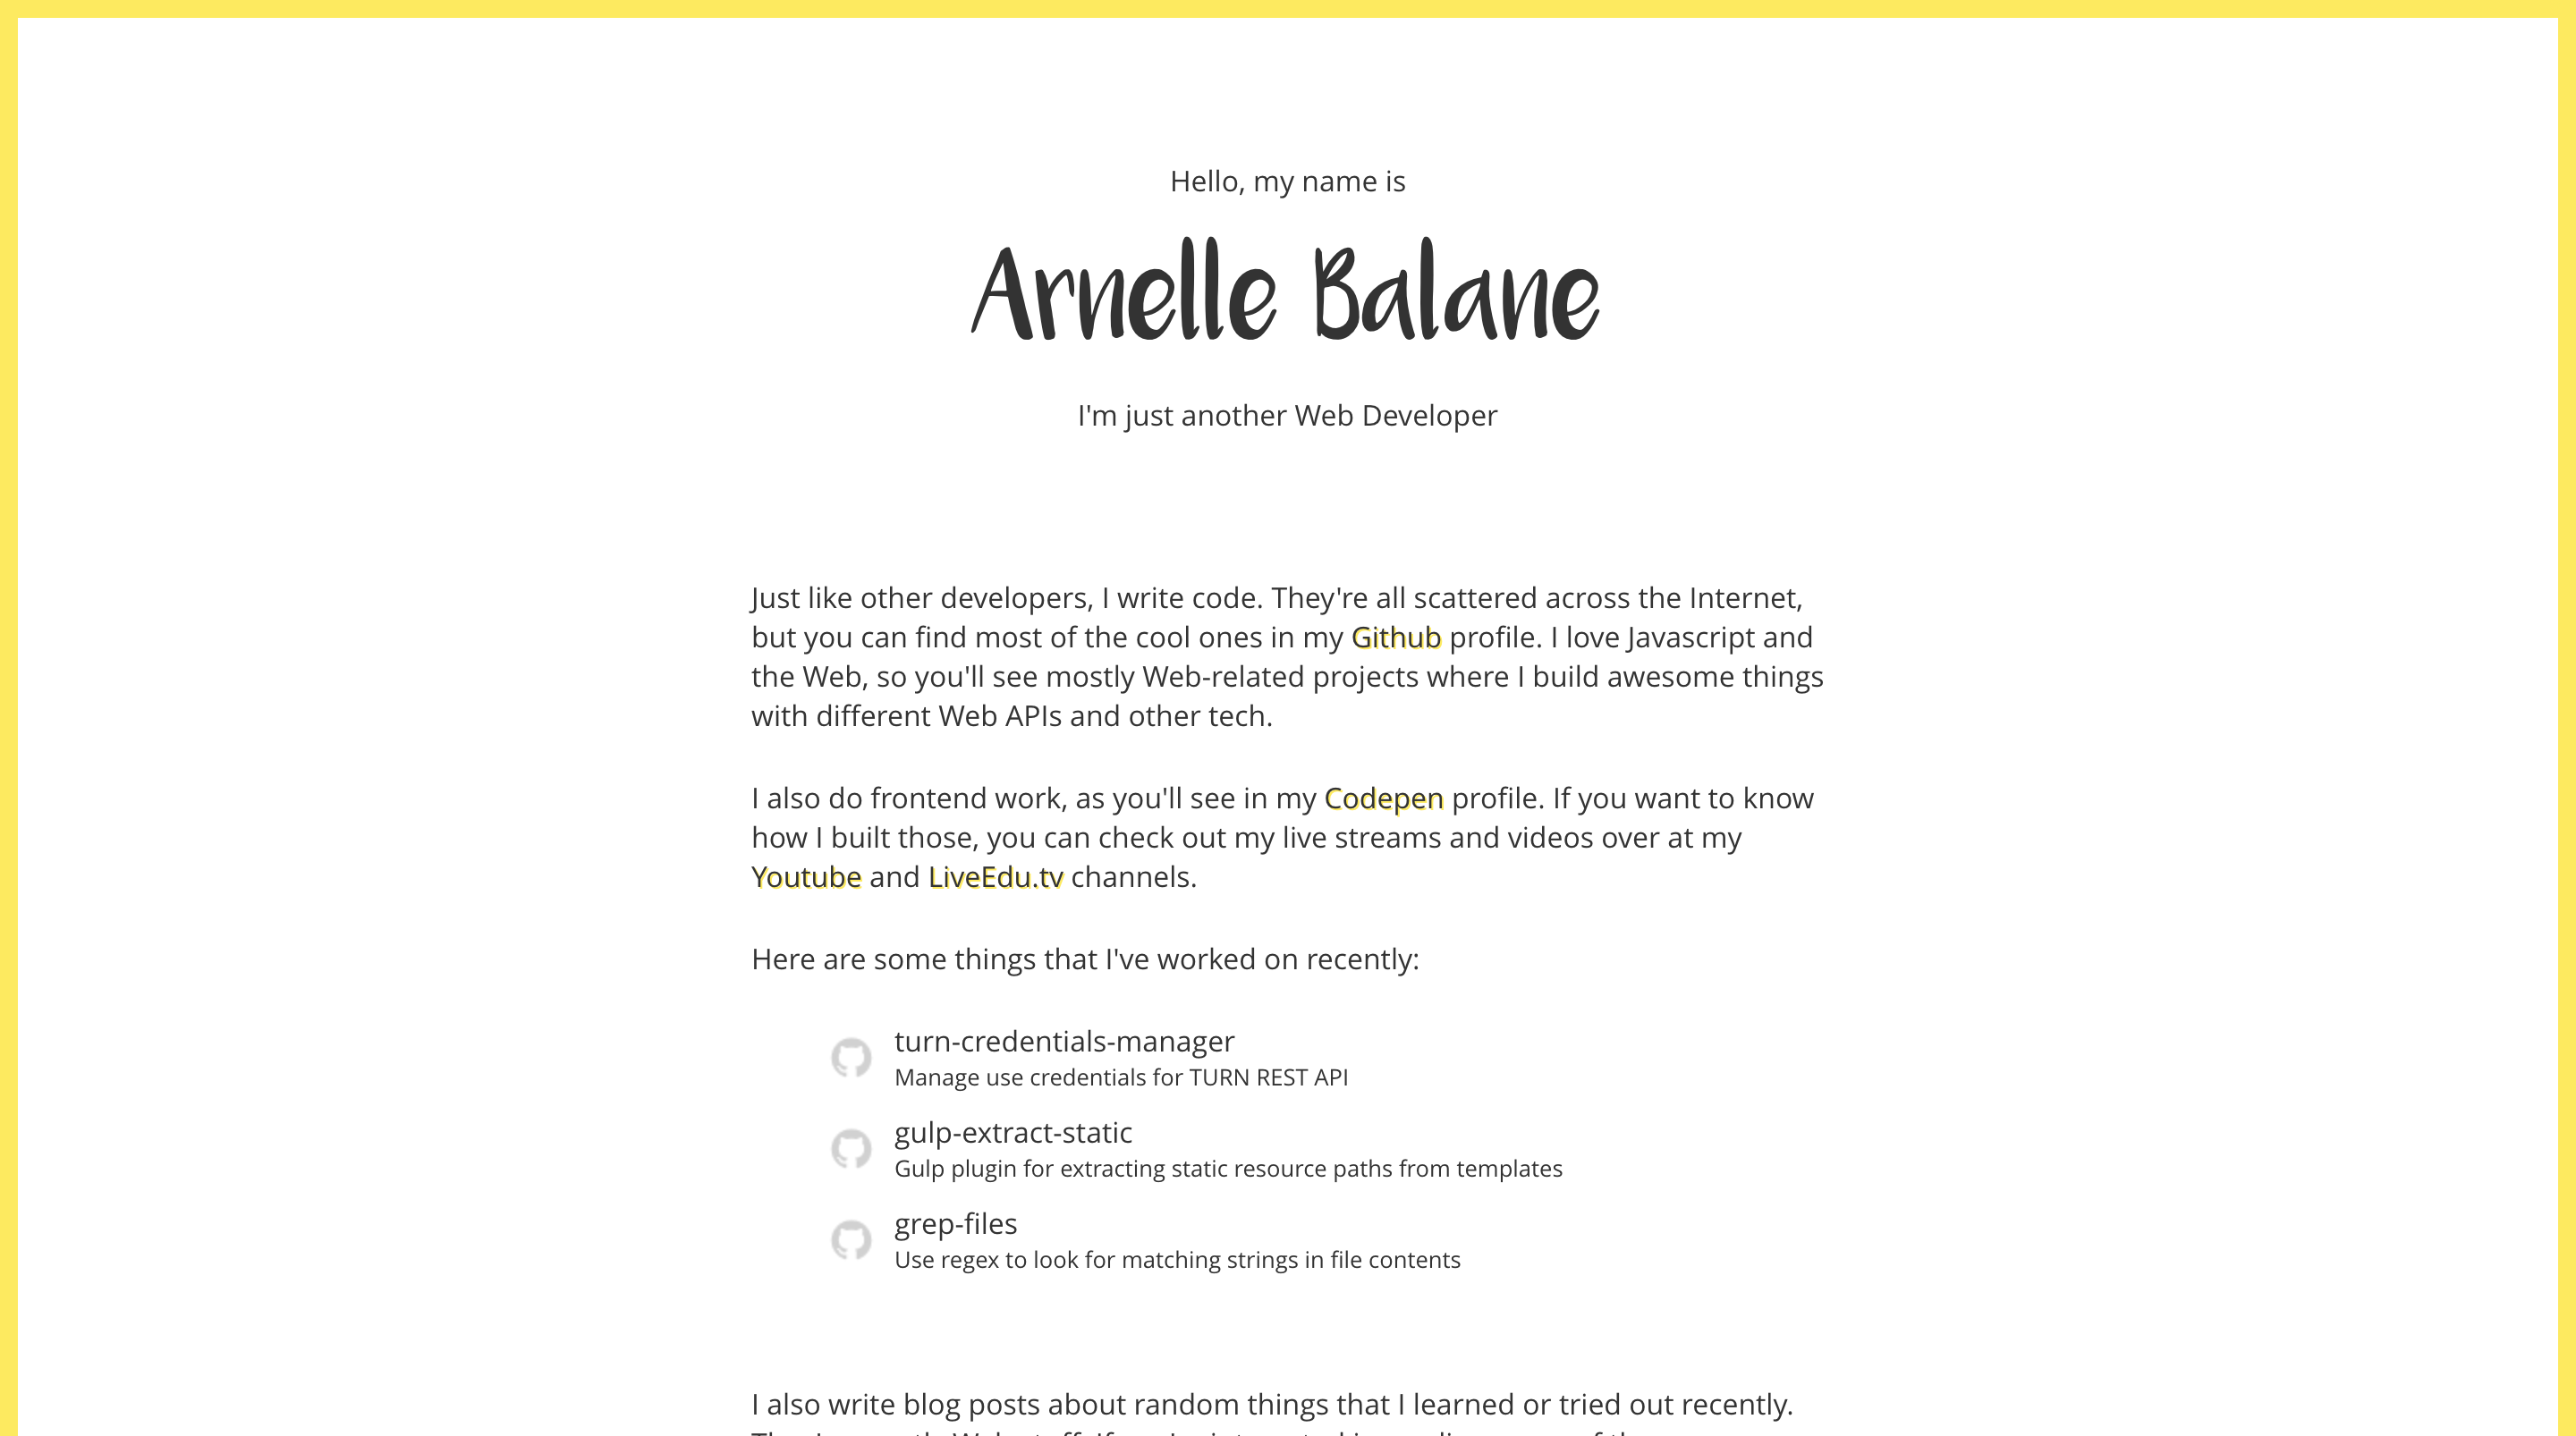 Hello, my name is
Arnelle Balane
I'm just another Web Developer
Just like other developers, I write code. They're all scattered across the Internet,
but you can find most of the cool ones in my Github profile. I love Javascript and
the Web, so you'll see mostly Web-related projects where I build awesome things
with different Web APIs and other tech.
I also do frontend work, as you'll see in my Codepen profile. If you want to know
how I built those, you can check out my live streams and videos over at my
Youtube and LiveEdu.tv channels.
Here are some things that I've worked on recently:
turn-credentials-manager
Manage use credentials for TURN REST API
gulp-extract-static
Gulp plugin for extracting static resource paths from templates
grep-files
Use regex to look for matching strings in file contents
I also write blog posts about random things that I learned or tried out recently.